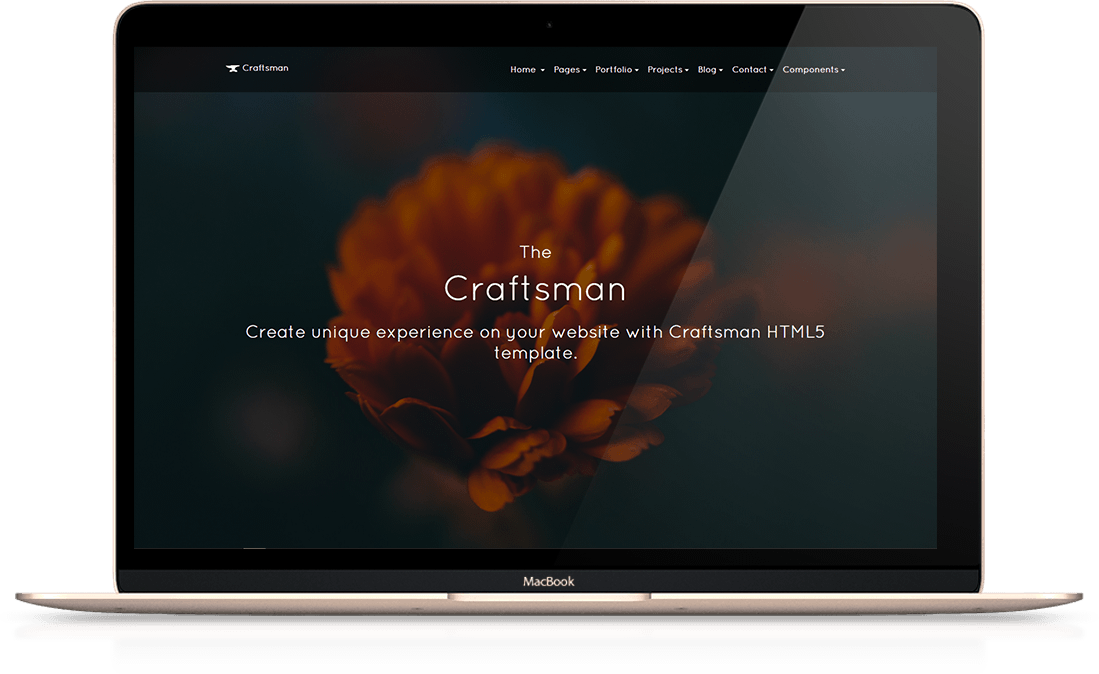 Craftsman
Home Pages Portfolio Projects Blog Contact Components
The
Craftsman
Create unique experience on your website with Craftsman HTML5
template.
MacBook